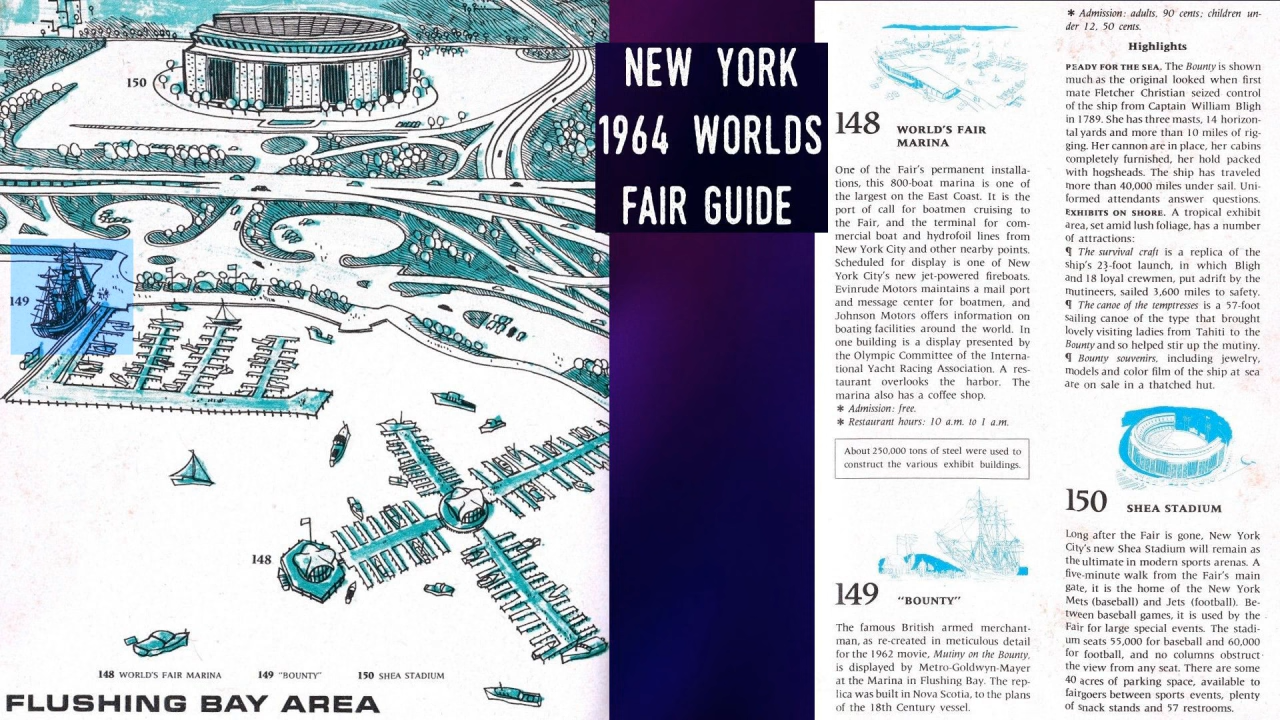 150
149
148
148 WORLD'S FAIR MARINA
149 "BOUNTY"
150 SHEA STADIUM
FLUSHING BAY AREA
NEW YORK
1964 WORLDS
FAIR GUIDE
148 WORLD'S FAIR
MARINA
One of the Fair's permanent installa-
tions, this 800-boat marina is one of
the largest on the East Coast. It is the
port of call for boatmen cruising to
the Fair, and the terminal for com-
mercial boat and hydrofoil lines from
New York City and other nearby points.
Scheduled for display is one of New
York City's new jet-powered fireboats.
Evinrude Motors maintains a mail port
and message center for boatmen, and
Johnson Motors offers information on
boating facilities around the world. In
one building is a display presented by
the Olympic Committee of the Interna-
tional Yacht Racing Association. A res-
taurant overlooks the harbor. The
marina also has a coffee shop.
* Admission: free.
* Restaurant hours: 10 a.m. to 1 a.m.
About 250,000 tons of steel were used to
construct the various exhibit buildings.
149 "BOUNTY"
The famous British armed merchant-
man, as re-created in meticulous detail
for the 1962 movie, Mutiny on the Bounty,
is displayed by Metro-Goldwyn-Mayer
at the Marina in Flushing Bay. The rep-
lica was built in Nova Scotia, to the plans
of the 18th Century vessel.
* Admission: adults, 90 cents; children un-
der 12, 50 cents.
Highlights
READY FOR THE SEA. The Bounty is shown
much as the original looked when first
mate Fletcher Christian seized control
of the ship from Captain William Bligh
in 1789. She has three masts, 14 horizon-
tal yards and more than 10 miles of rig-
ging. Her cannon are in place, her cabins
completely furnished, her hold packed
with hogsheads. The ship has traveled
more than 40,000 miles under sail. Uni-
formed attendants answer questions.
EXHIBITS ON SHORE. A tropical exhibit
area, set amid lush foliage, has a number
of attractions:
¶ The survival craft is a replica of the
ship's 23-foot launch, in which Bligh
and 18 loyal crewmen, put adrift by the
mutineers, sailed 3,600 miles to safety.
¶ The canoe of the temptresses is a 57-foot
sailing canoe of the type that brought
lovely visiting ladies from Tahiti to the
Bounty and so helped stir up the mutiny.
¶ Bounty souvenirs, including jewelry,
models and color film of the ship at sea
are on sale in a thatched hut.
150 SHEA STADIUM
Long after the Fair is gone, New York
City's new Shea Stadium will remain as
the ultimate in modern sports arenas. A
five-minute walk from the Fair's main
gate, it is the home of the New York
Mets (baseball) and Jets (football). Be-
tween baseball games, it is used by the
Fair for large special events. The stadi-
um seats 55,000 for baseball and 60,000
for football, and no columns obstruct
the view from any seat. There are some
40 acres of parking space, available to
fairgoers between sports events, plenty
of snack stands and 57 restrooms.